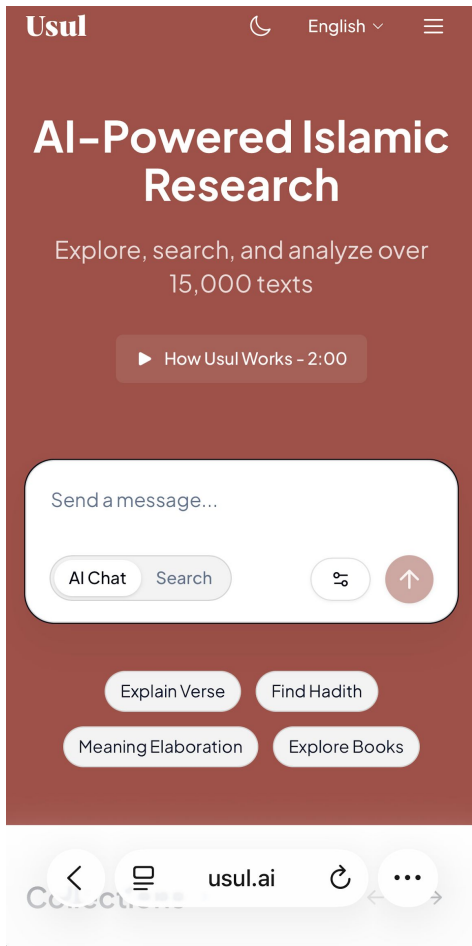 Usul
English
AI-Powered Islamic
Research
Explore, search, and analyze over
15,000 texts
How Usul Works - 2:00
Send a message...
AI Chat
Search
Explain Verse
Find Hadith
Meaning Elaboration
Explore Books
Collections
usul.ai